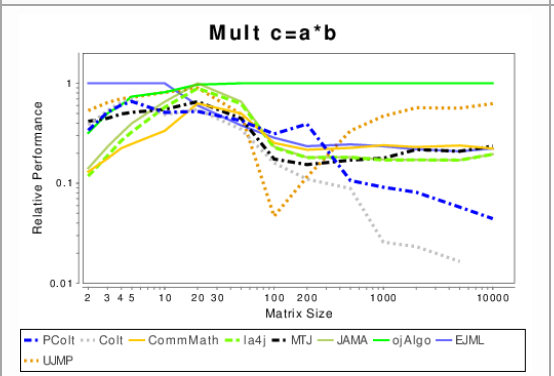 Mult c=a*b
Relative Performance
1
0.1
0.01
2 3 4 5 10 20 30 50 100 200 1000 10000
Matrix Size
PColt Colt CommMath la4j MTJ JAMA ojAlgo EJML
UJMP